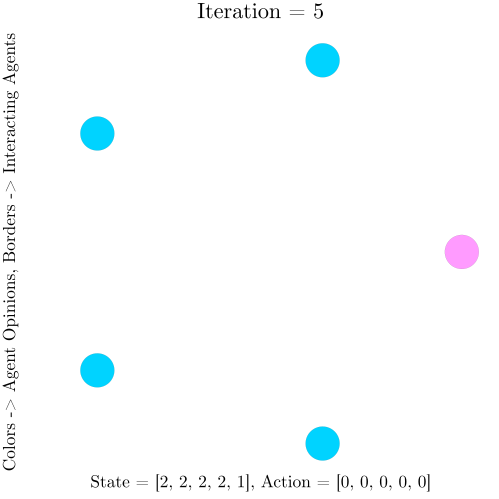 Iteration = 5
Colors -> Agent Opinions, Borders -> Interacting Agents
State = [2, 2, 2, 2, 1], Action = [0, 0, 0, 0, 0]